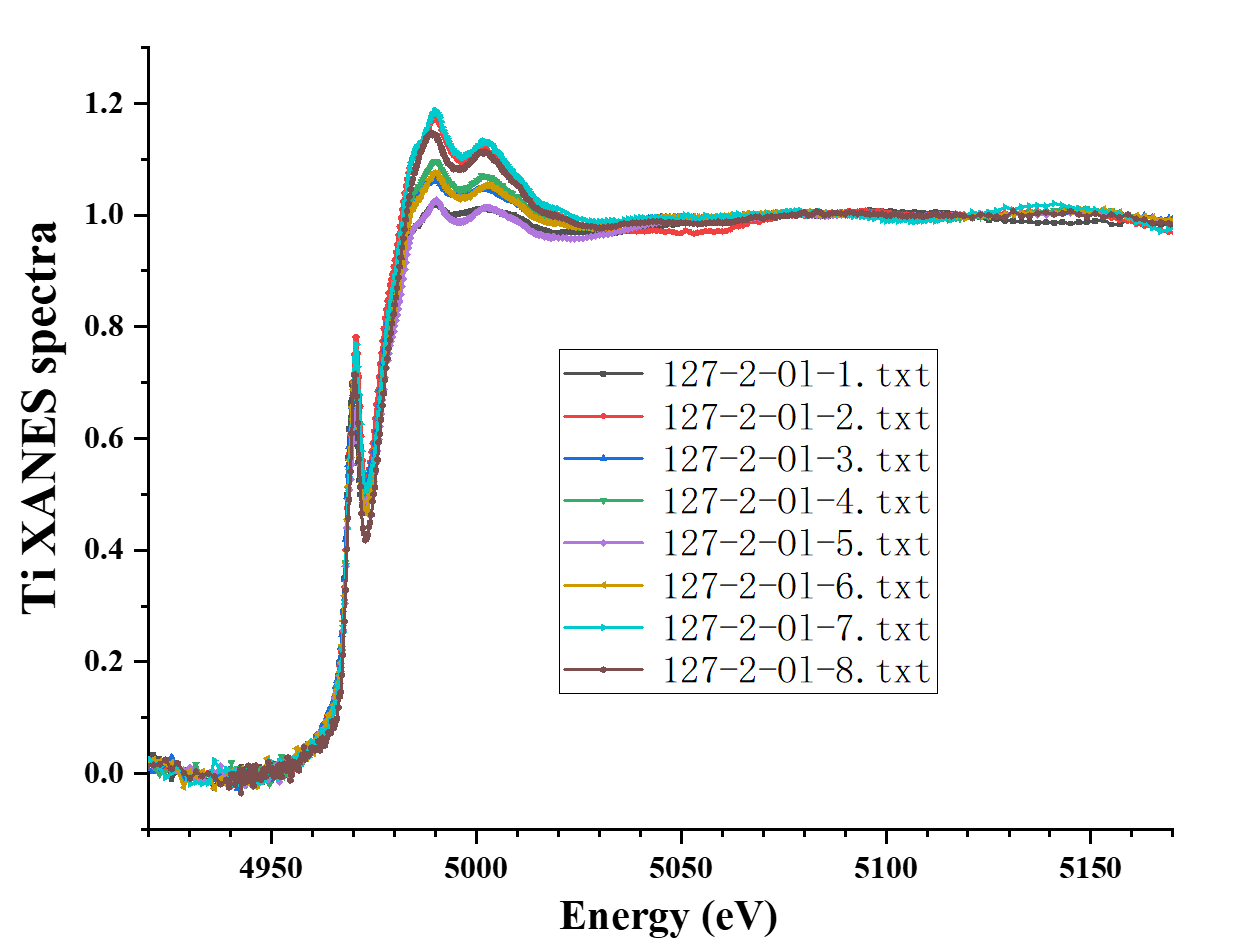 Ti XANES spectra
1.2
1.0
0.8
0.6
0.4
0.2
0.0
127-2-01-1.txt
127-2-01-2.txt
127-2-01-3.txt
127-2-01-4.txt
127-2-01-5.txt
127-2-01-6.txt
127-2-01-7.txt
127-2-01-8.txt
4950 5000 5050 5100 5150
Energy (eV)